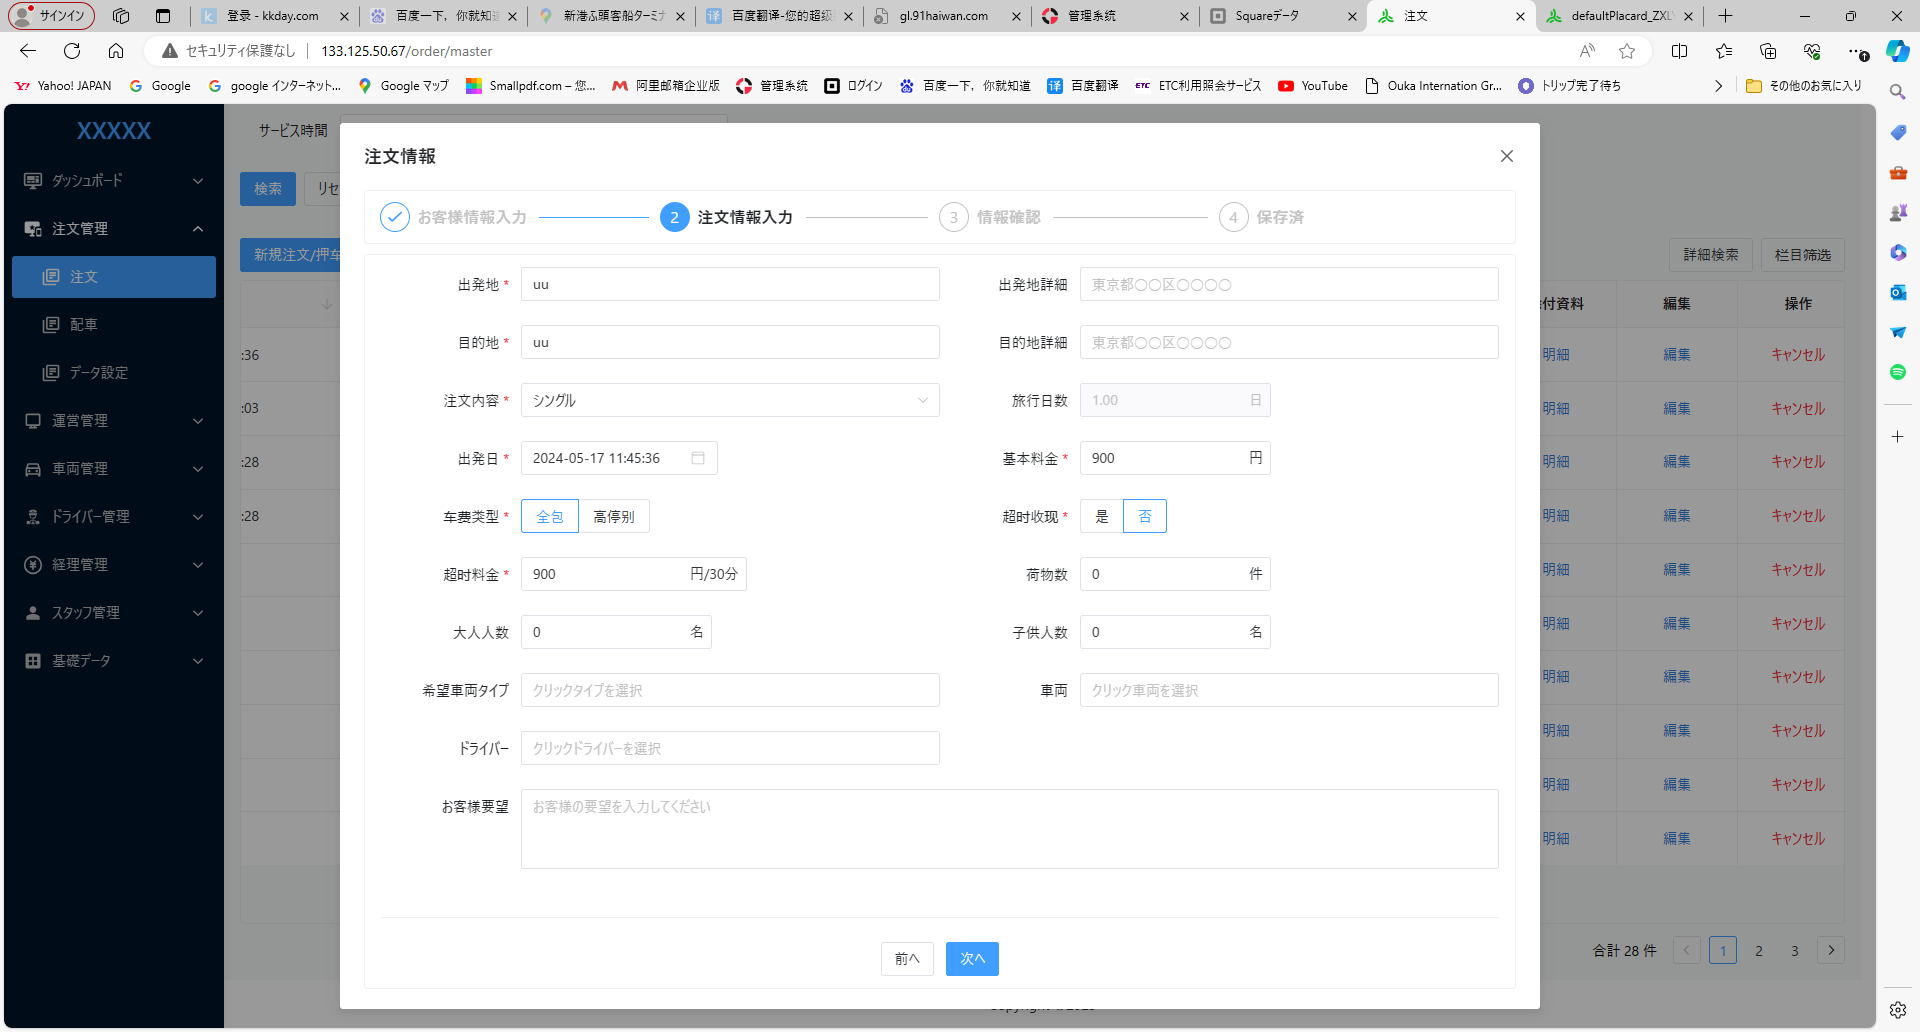 サインイン
登录 - kkday.com
百度一下，你就知道
新港ふ頭客船ターミナ
百度翻译-您的超级
gl.91haiwan.com
管理系统
Squareデータ
注文
defaultPlacard_ZXL
セキュリティ保護なし
133.125.50.67/order/master
Yahoo! JAPAN
Google
google インターネット...
Google マップ
Smallpdf.com – 您...
阿里邮箱企业版
管理系统
ログイン
百度一下，你就知道
百度翻译
ETC利用照会サービス
YouTube
Ouka Internation Gr...
トリップ完了待ち
その他のお気に入り
XXXXX
ダッシュボード
注文管理
注文
配車
データ設定
運営管理
車両管理
ドライバー管理
経理管理
スタッフ管理
基礎データ
サービス時間
検索
リセ
新規注文/押车
詳細検索
栏目筛选
付資料
編集
操作
:36
明細
編集
キャンセル
:03
明細
編集
キャンセル
:28
明細
編集
キャンセル
:28
明細
編集
キャンセル
明細
編集
キャンセル
明細
編集
キャンセル
明細
編集
キャンセル
明細
編集
キャンセル
明細
編集
キャンセル
明細
編集
キャンセル
合計 28 件
1
2
3
注文情報
お客様情報入力
2 注文情報入力
3 情報確認
4 保存済
出発地 * uu
出発地詳細 東京都〇〇区〇〇〇〇
目的地 * uu
目的地詳細 東京都〇〇区〇〇〇〇
注文内容 * シングル
旅行日数 1.00 日
出発日 * 2024-05-17 11:45:36
基本料金 * 900 円
车费类型 * 全包 高停别
超时收现 * 是 否
超时料金 * 900 円/30分
荷物数 0 件
大人人数 0 名
子供人数 0 名
希望車両タイプ クリックタイプを選択
車両 クリック車両を選択
ドライバー クリックドライバーを選択
お客様要望 お客様の要望を入力してください
前へ
次へ